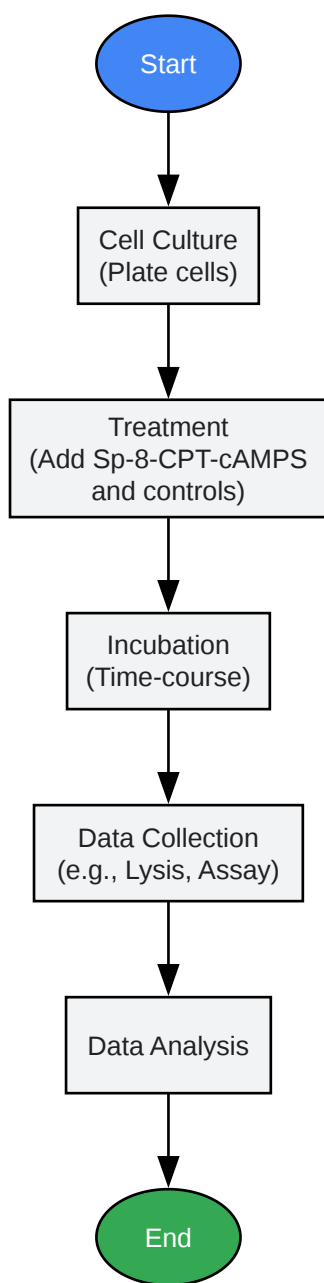 Start
Cell Culture
(Plate cells)
Treatment
(Add Sp-8-CPT-cAMPS
and controls)
Incubation
(Time-course)
Data Collection
(e.g., Lysis, Assay)
Data Analysis
End